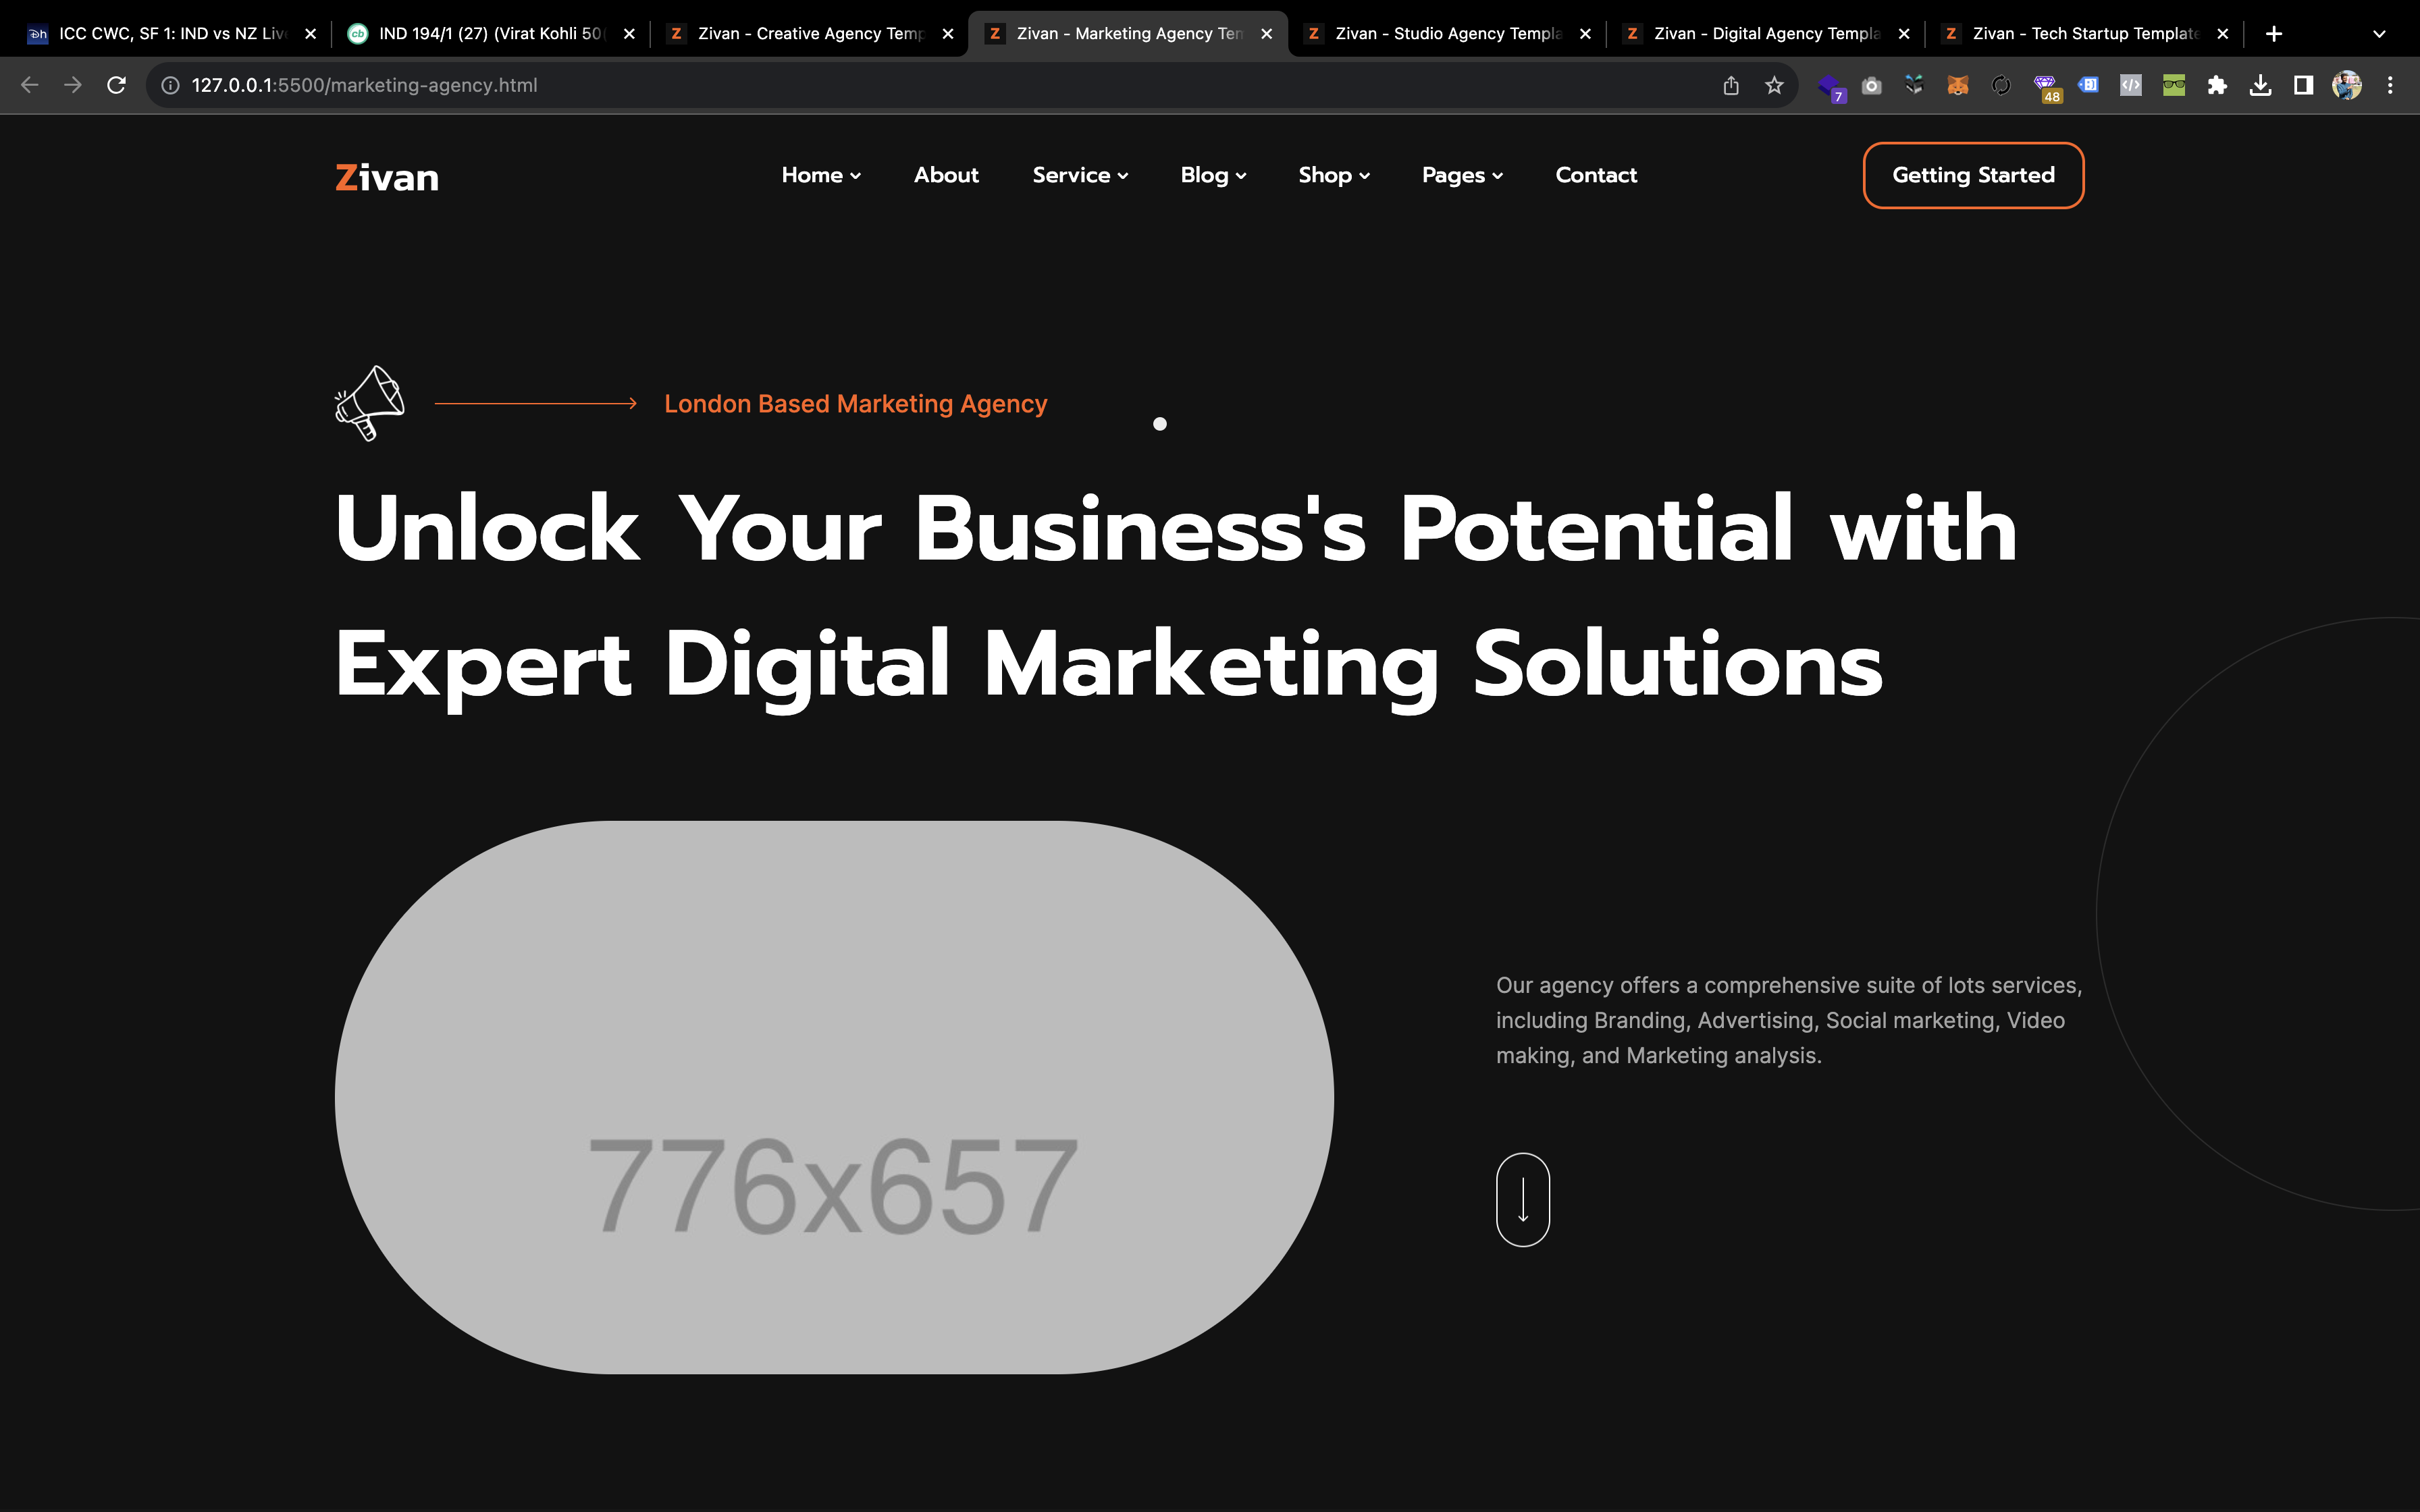 ICC CWC, SF 1: IND vs NZ Liv
IND 194/1 (27) (Virat Kohli 50(
Zivan - Creative Agency Temp
Zivan - Marketing Agency Tem
Zivan - Studio Agency Templa
Zivan - Digital Agency Templa
Zivan - Tech Startup Template
127.0.0.1:5500/marketing-agency.html
7
48
Zivan
Home
About
Service
Blog
Shop
Pages
Contact
Getting Started
London Based Marketing Agency
Unlock Your Business's Potential with
Expert Digital Marketing Solutions
776x657
Our agency offers a comprehensive suite of lots services,
including Branding, Advertising, Social marketing, Video
making, and Marketing analysis.